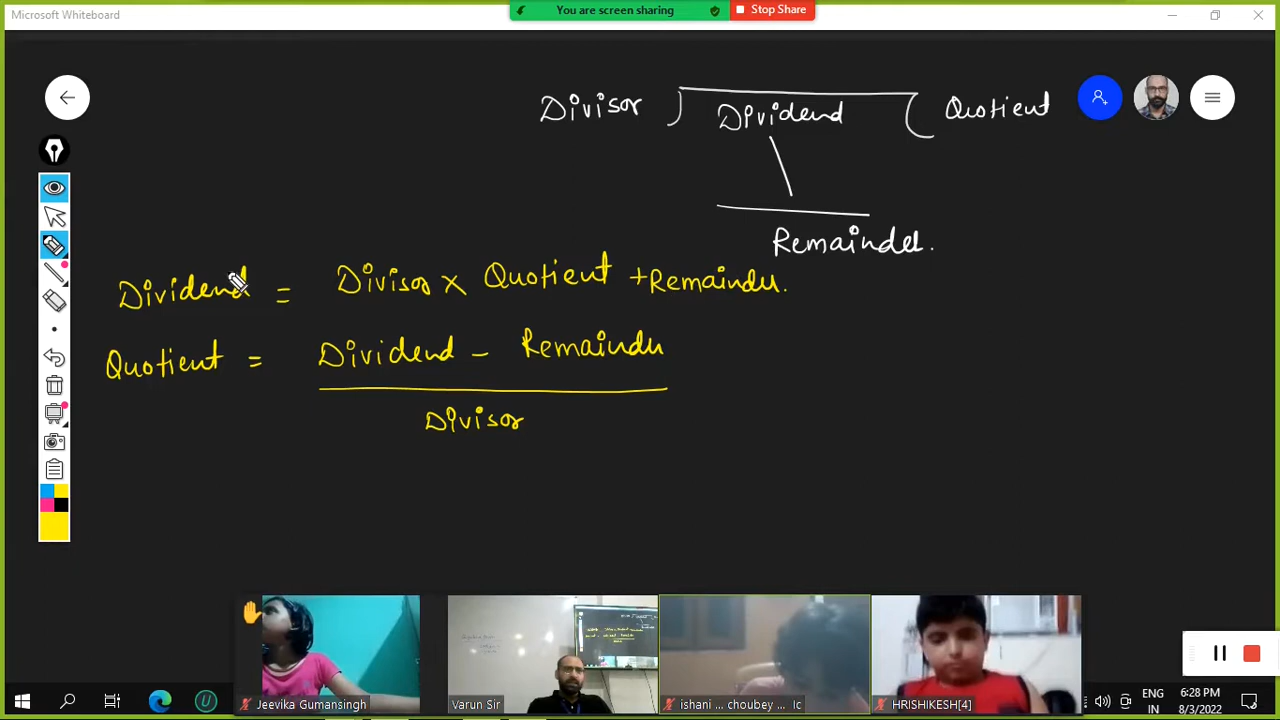 Microsoft Whiteboard
You are screen sharing
Stop Share
Divisor Dividend Quotient
Remainder.
Dividend = Divisor × Quotient + Remainder.
Quotient = Dividend - Remainder
Divisor
Jeevika Gumansingh
Varun Sir
ishani ... choubey ... Ic
HRISHIKESH[4]
ENG
IN
6:28 PM
8/3/2022